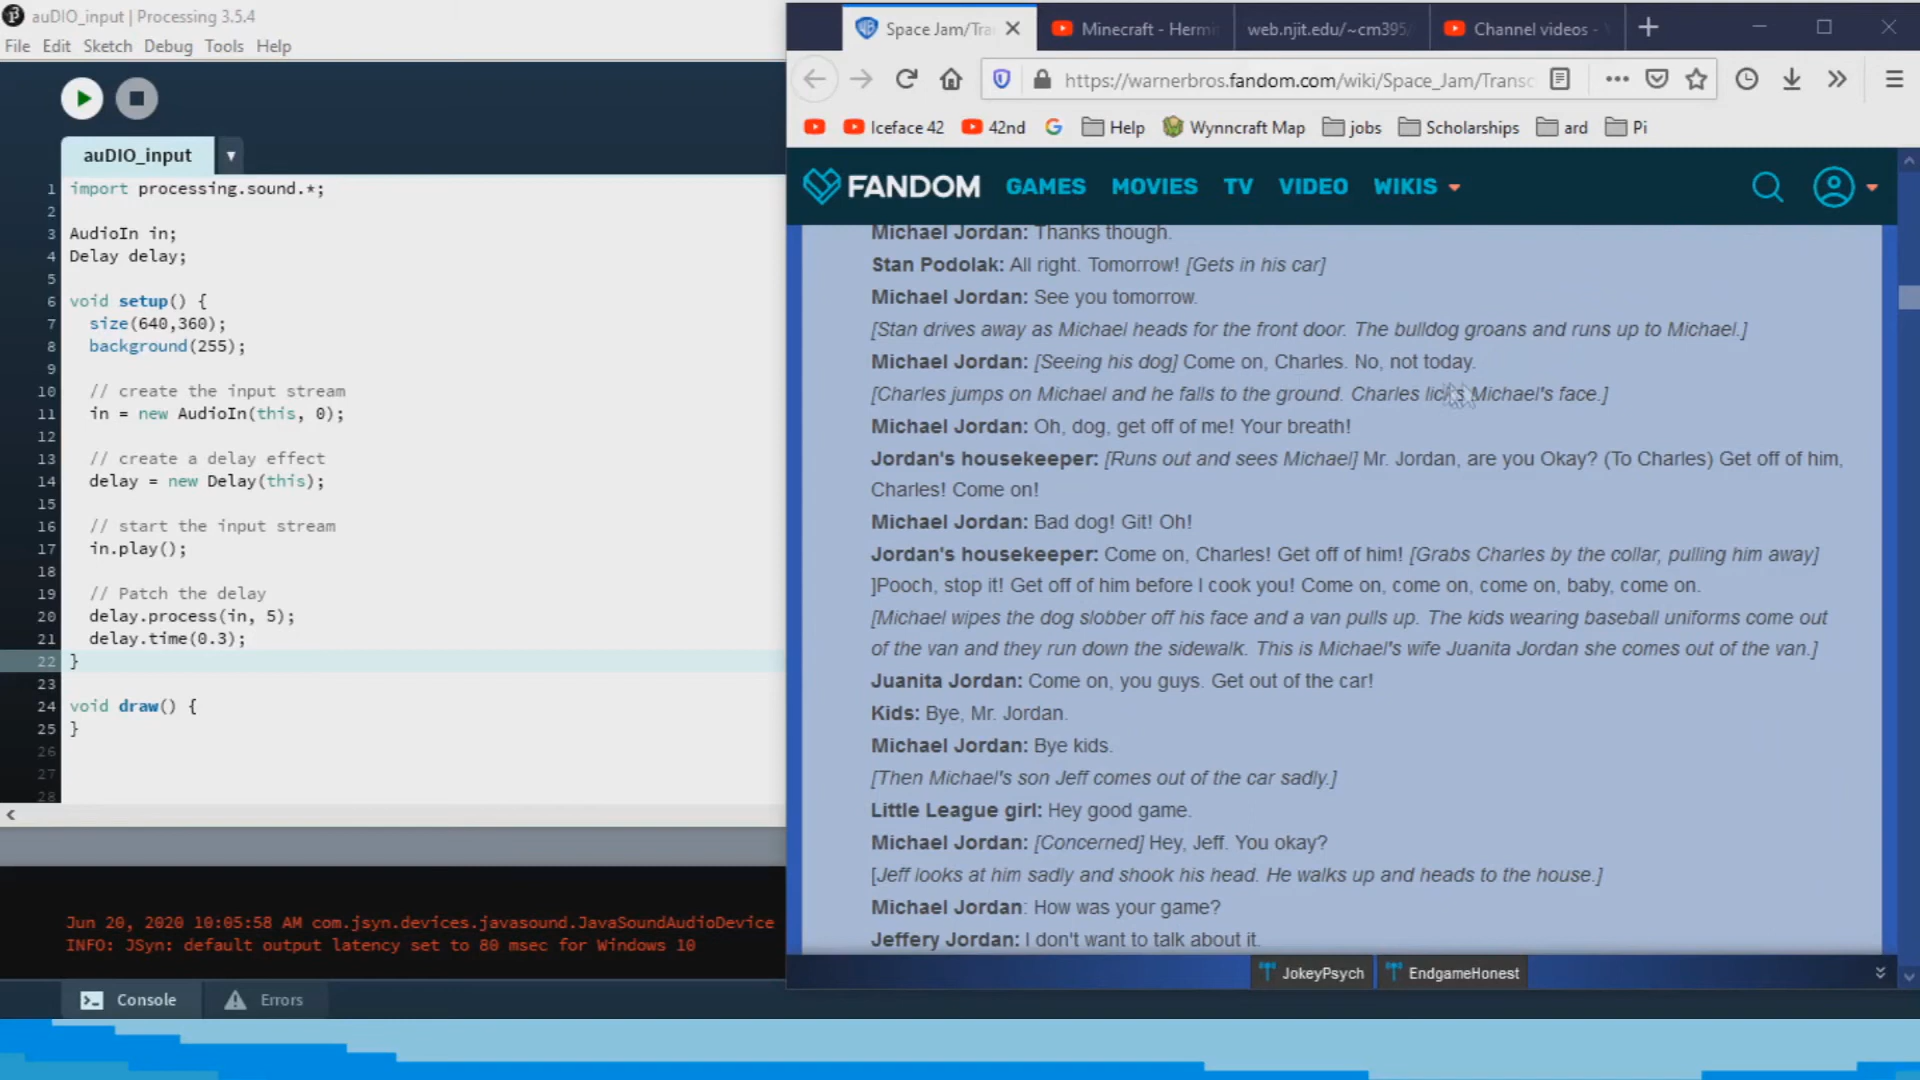 auDIO_input | Processing 3.5.4
File Edit Sketch Debug Tools Help
auDIO_input
1 import processing.sound.*;
2
3 AudioIn in;
4 Delay delay;
5
6 void setup() {
7 size(640,360);
8 background(255);
9
10 // create the input stream
11 in = new AudioIn(this, 0);
12
13 // create a delay effect
14 delay = new Delay(this);
15
16 // start the input stream
17 in.play();
18
19 // Patch the delay
20 delay.process(in, 5);
21 delay.time(0.3);
22 }
23
24 void draw() {
25 }
26
27
28
Jun 20, 2020 10:05:58 AM com.jsyn.devices.javasound.JavaSoundAudioDevice
INFO: JSyn: default output latency set to 80 msec for Windows 10
Console Errors
Space Jam/Tra Minecraft - Hermi web.njit.edu/~cm395/ Channel videos -
https://warnerbros.fandom.com/wiki/Space_Jam/Transc
Iceface 42 42nd Help Wynncraft Map jobs Scholarships ard Pi
FANDOM GAMES MOVIES TV VIDEO WIKIS
Michael Jordan: Thanks though.
Stan Podolak: All right. Tomorrow! [Gets in his car]
Michael Jordan: See you tomorrow.
[Stan drives away as Michael heads for the front door. The bulldog groans and runs up to Michael.]
Michael Jordan: [Seeing his dog] Come on, Charles. No, not today.
[Charles jumps on Michael and he falls to the ground. Charles licks Michael's face.]
Michael Jordan: Oh, dog, get off of me! Your breath!
Jordan's housekeeper: [Runs out and sees Michael] Mr. Jordan, are you Okay? (To Charles) Get off of him,
Charles! Come on!
Michael Jordan: Bad dog! Git! Oh!
Jordan's housekeeper: Come on, Charles! Get off of him! [Grabs Charles by the collar, pulling him away]
]Pooch, stop it! Get off of him before I cook you! Come on, come on, come on, baby, come on.
[Michael wipes the dog slobber off his face and a van pulls up. The kids wearing baseball uniforms come out
of the van and they run down the sidewalk. This is Michael's wife Juanita Jordan she comes out of the van.]
Juanita Jordan: Come on, you guys. Get out of the car!
Kids: Bye, Mr. Jordan.
Michael Jordan: Bye kids.
[Then Michael's son Jeff comes out of the car sadly.]
Little League girl: Hey good game.
Michael Jordan: [Concerned] Hey, Jeff. You okay?
[Jeff looks at him sadly and shook his head. He walks up and heads to the house.]
Michael Jordan: How was your game?
Jeffery Jordan: I don't want to talk about it.
JokeyPsych EndgameHonest